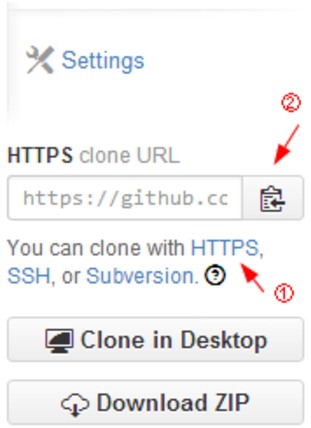 Settings
②
HTTPS clone URL
https://github.cc
You can clone with HTTPS,
SSH, or Subversion.
①
Clone in Desktop
Download ZIP